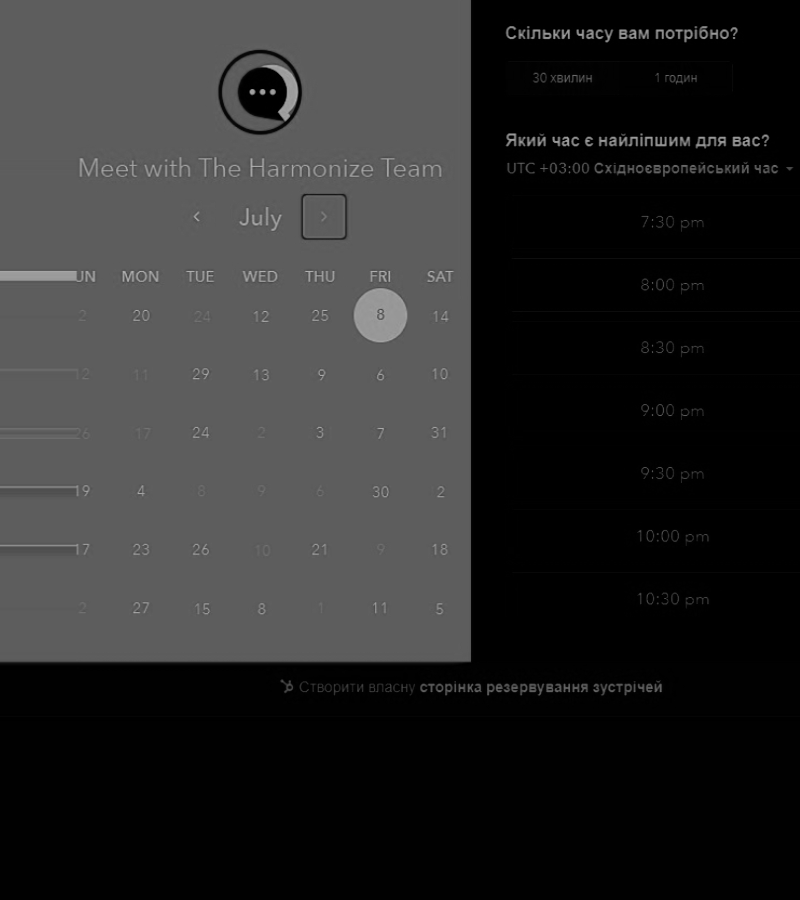 Meet with The Harmonize Team
July
UN MON TUE WED THU FRI SAT
2 20 24 12 25 8 14
12 11 29 13 9 6 10
26 17 24 2 3 7 31
19 4 8 9 6 30 2
17 23 26 10 21 9 18
2 27 15 8 1 11 5
Скільки часу вам потрібно?
30 хвилин 1 годин
Який час є найліпшим для вас?
UTC +03:00 Східноєвропейський час
7:30 pm
8:00 pm
8:30 pm
9:00 pm
9:30 pm
10:00 pm
10:30 pm
Створити власну сторінка резервування зустрічей